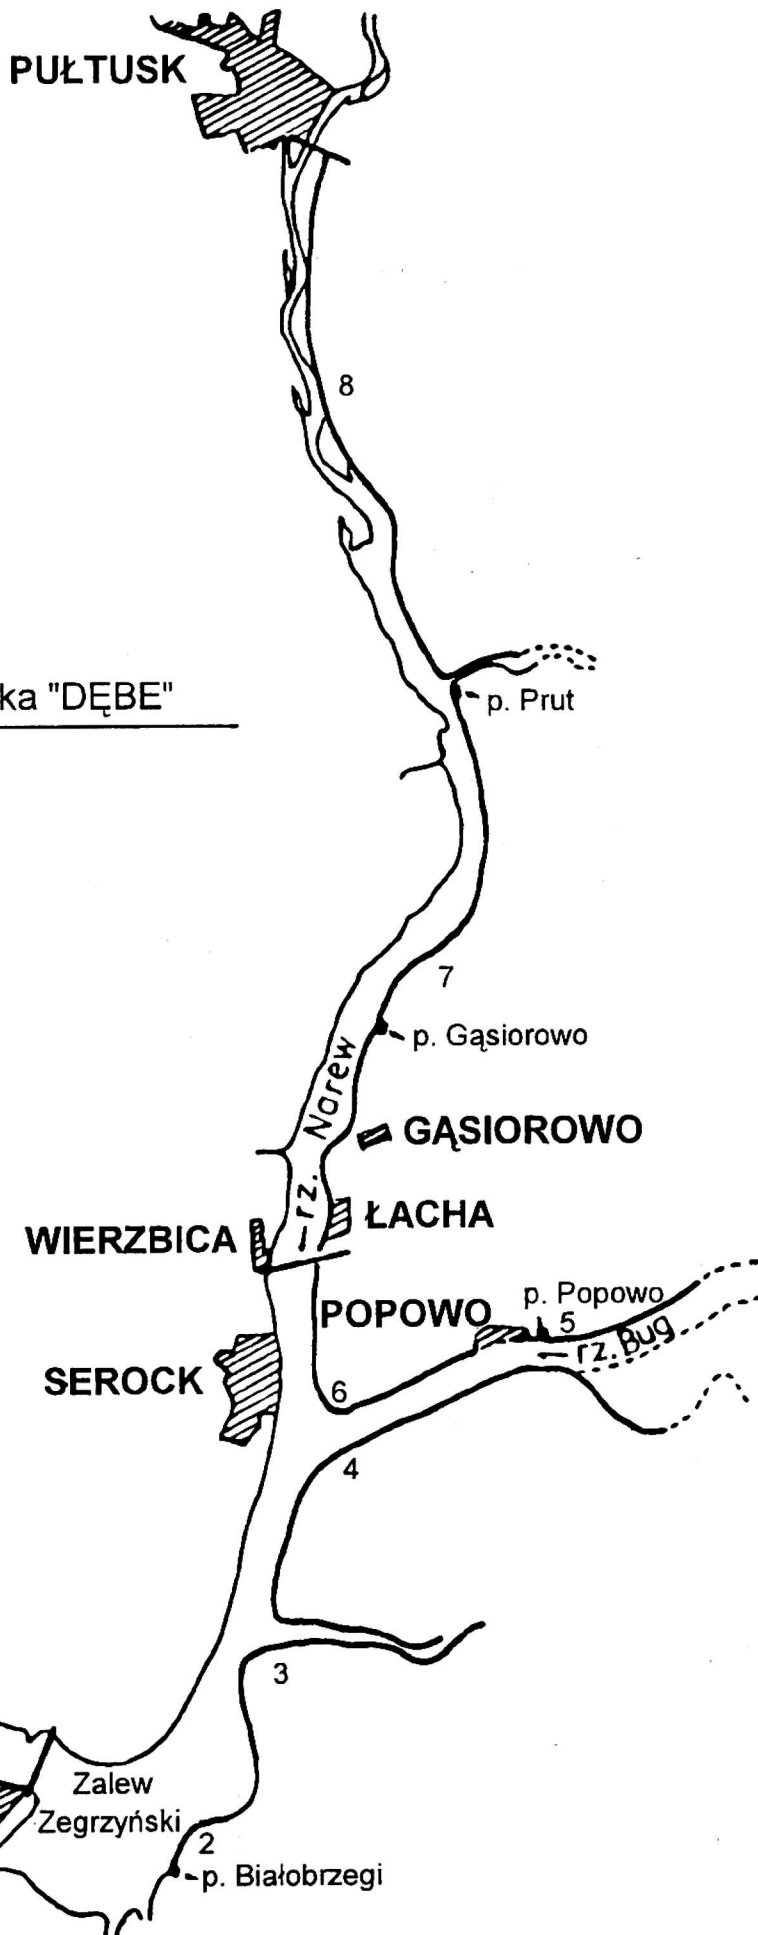 PUŁTUSK
8
ka "DĘBE"
p. Prut
7
p. Gąsiorowo
rz. Narew
GĄSIOROWO
ŁACHA
WIERZBICA
p. Popowo
POPOWO
5
rz. Bug
SEROCK
6
4
3
Zalew
Zegrzyński
2
p. Białobrzegi